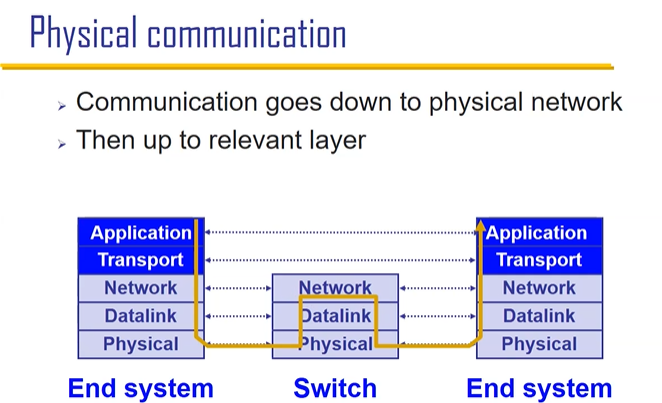 Physical communication
Communication goes down to physical network
Then up to relevant layer
Application
Transport
Network
Datalink
Physical
End system
Network
Datalink
Physical
Switch
Application
Transport
Network
Datalink
Physical
End system